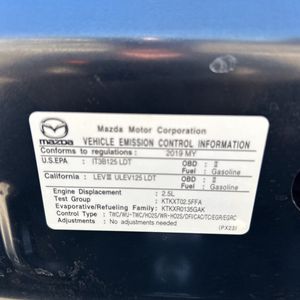 Mazda Motor Corporation
mazda
VEHICLE EMISSION CONTROL INFORMATION
Conforms to regulations : 2019 MY
U.S.EPA : IT3B125 LDT OBD : II
Fuel : Gasoline
California : LEVIII ULEV125 LDT OBD : II
Fuel : Gasoline
Engine Displacement : 2.5L
Test Group : KTKXT02.5FFA
Evaporative/Refueling Family : KTKXR0135GAK
Control : TWC/WU-TWC/HO2S/WR-HO2S/DFI/CAC/TC/EGR/EGRC
Adjustments : No adjustments needed
(PX23)